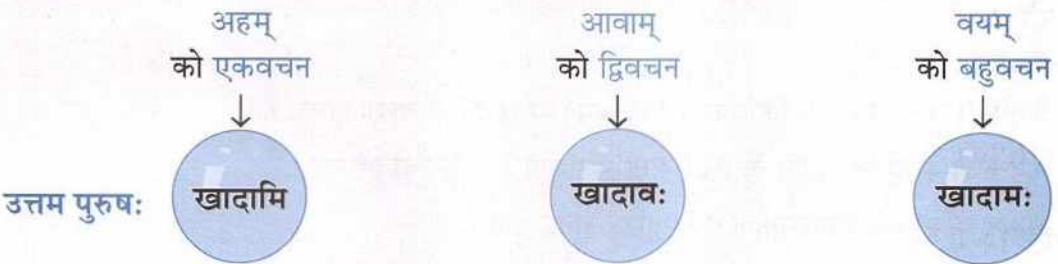 अहम् आवाम् वयम्
को एकवचन को द्विवचन को बहुवचन
उत्तम पुरुष: खादामि खादाव: खादाम: